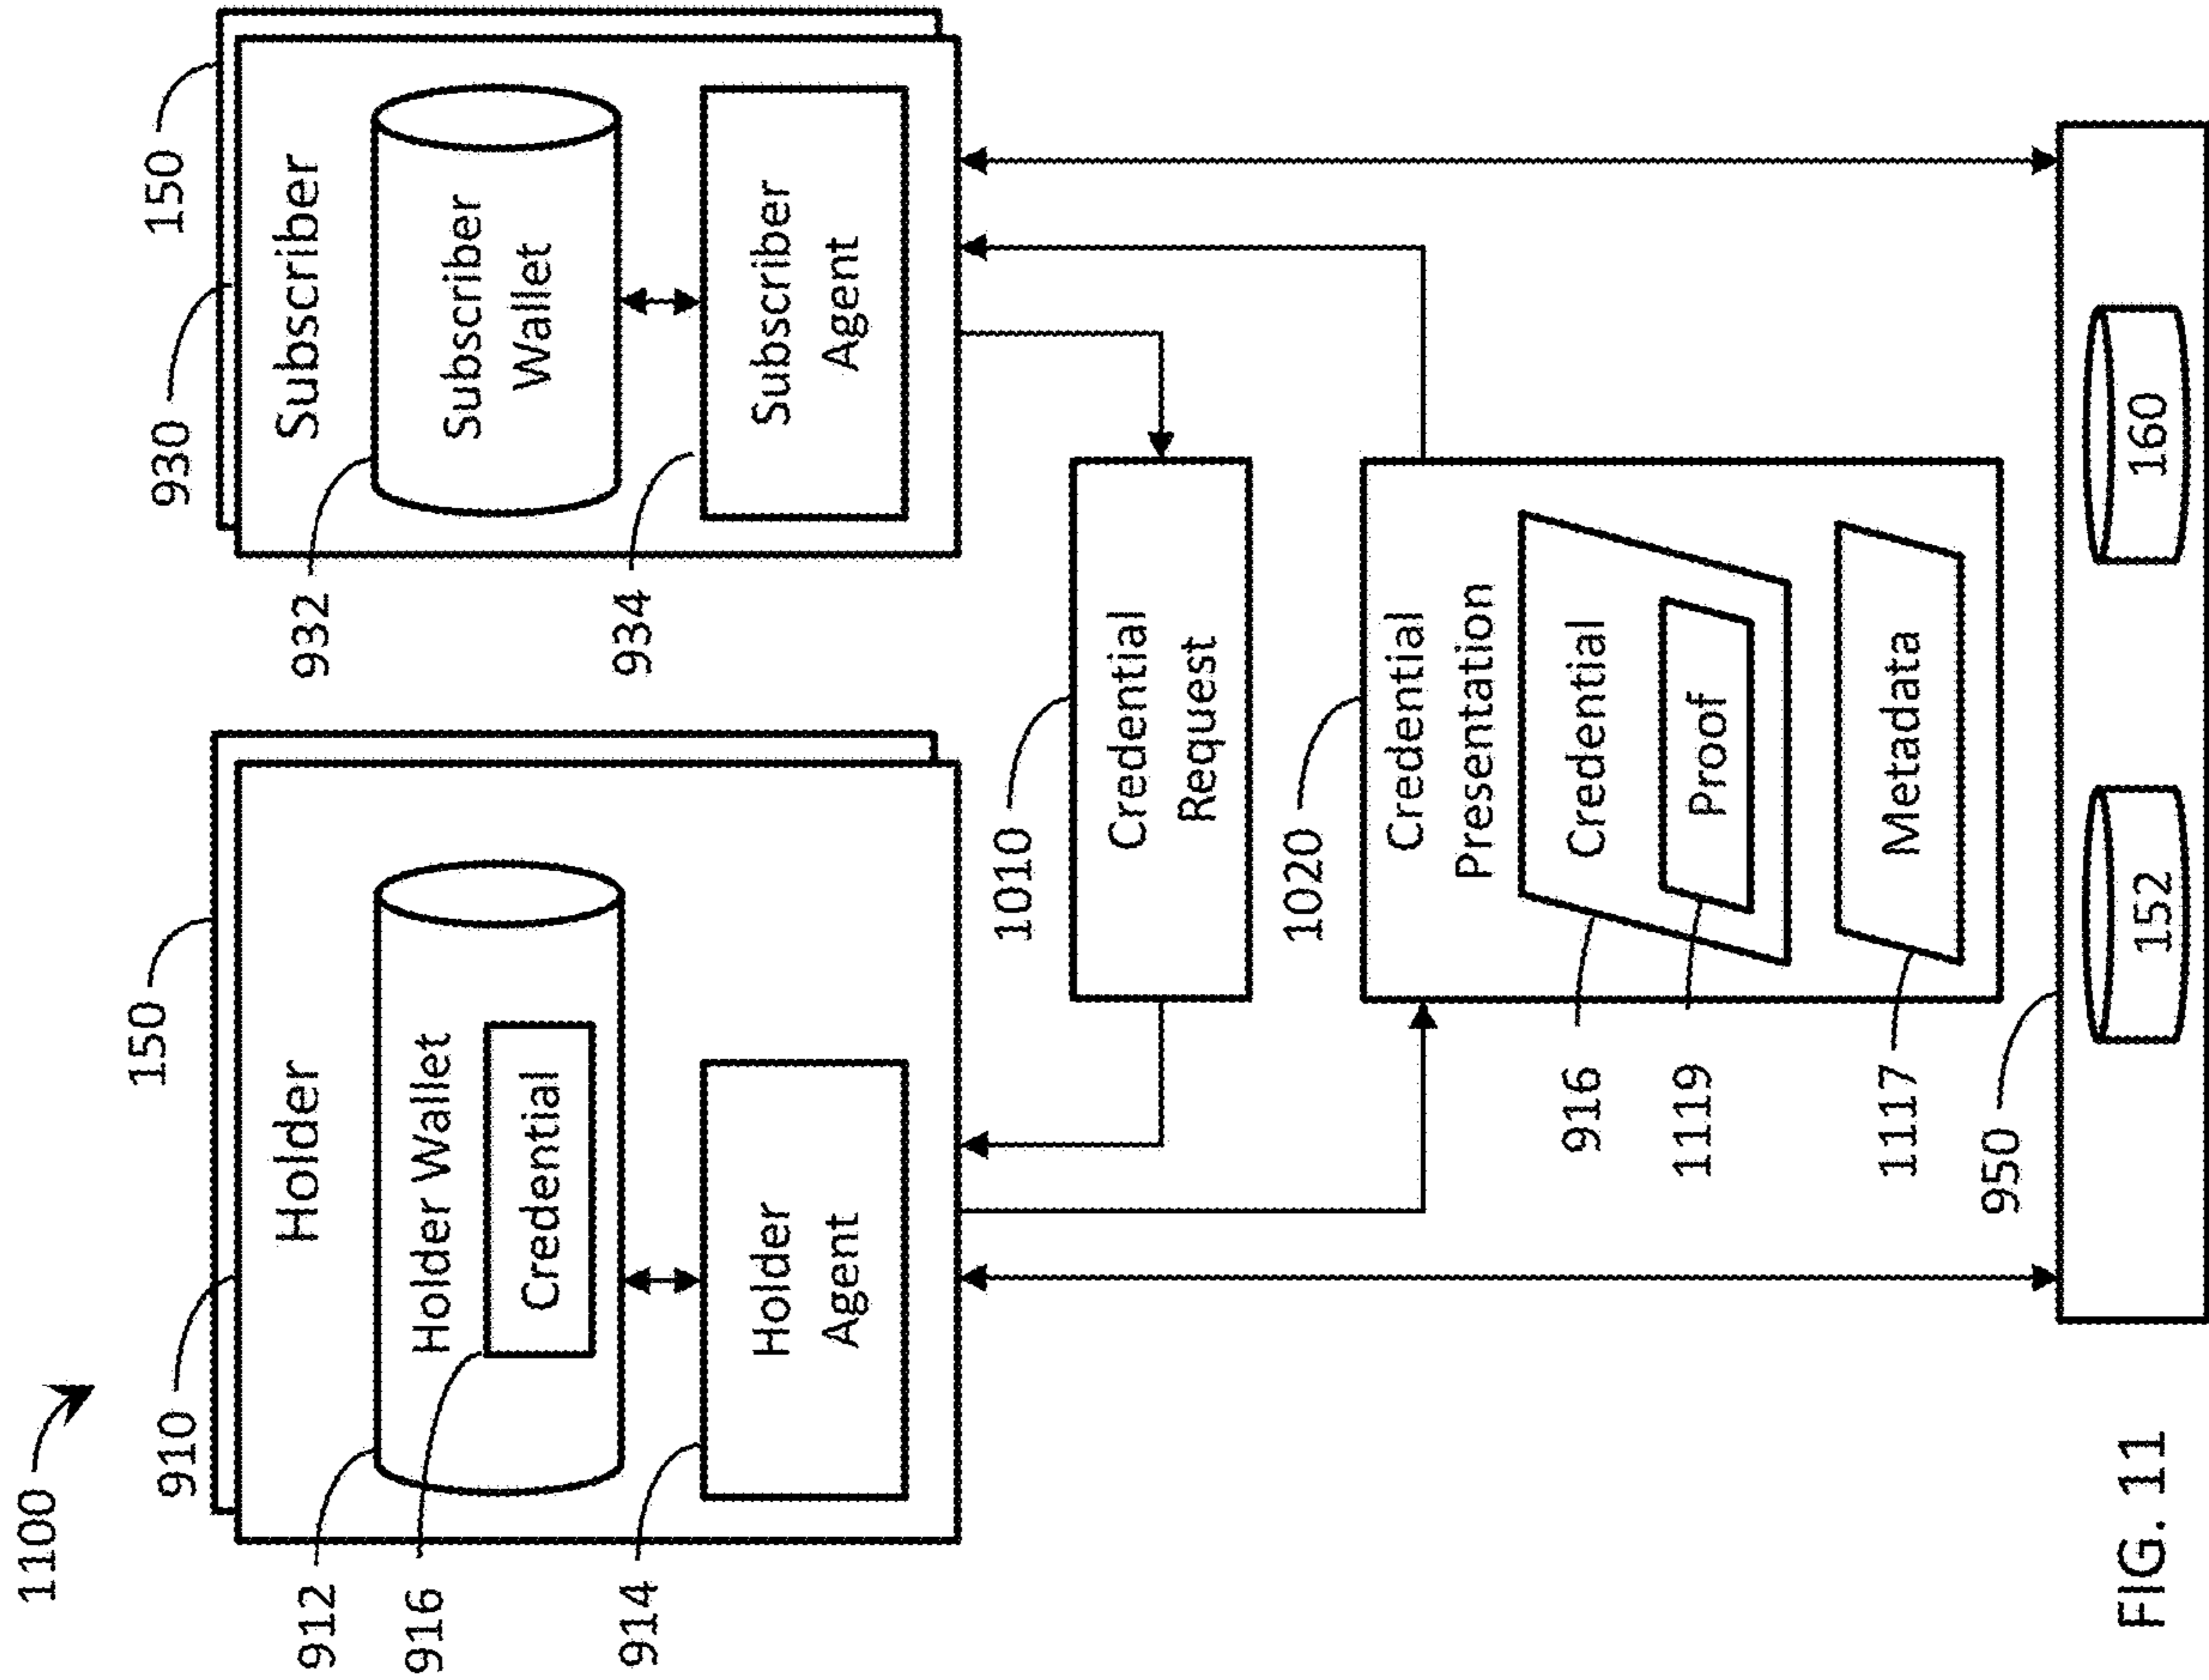 1100
910
150
930
150
Holder
Subscriber
912
Holder Wallet
932
Subscriber
Wallet
916
Credential
914
Holder
Agent
934
Subscriber
Agent
1010
Credential
Request
1020
Credential
Presentation
916
Credential
1119
Proof
1117
Metadata
950
152
160
FIG. 11